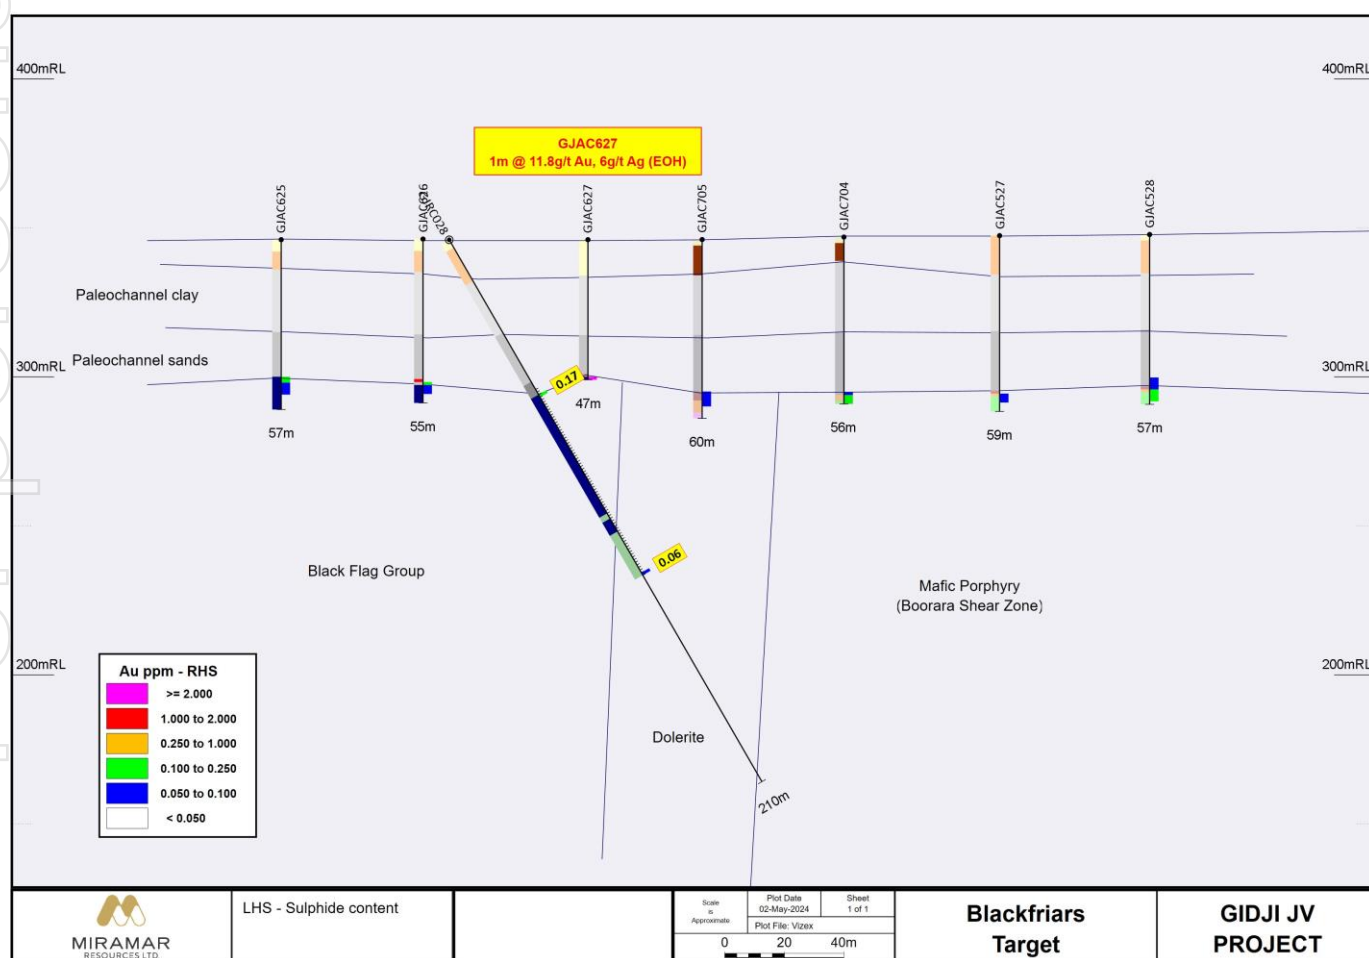 400mRL
400mRL
GJAC627
1m @ 11.8g/t Au, 6g/t Ag (EOH)
GJAC625
GJAC627
GJAC705
GJAC704
GJAC527
GJAC528
Paleochannel clay
Paleochannel sands
300mRL
300mRL
0.17
57m
55m
47m
60m
56m
59m
57m
0.06
Black Flag Group
Mafic Porphyry
(Boorara Shear Zone)
200mRL
200mRL
Dolerite
210m
Au ppm - RHS
>= 2.000
1.000 to 2.000
0.250 to 1.000
0.100 to 0.250
0.050 to 0.100
< 0.050
MIRAMAR
RESOURCES LTD
LHS - Sulphide content
Scale
is
Approximate
Plot Date
02-May-2024
Sheet
1 of 1
Plot File: Vizex
0 20 40m
Blackfriars
Target
GIDJI JV
PROJECT